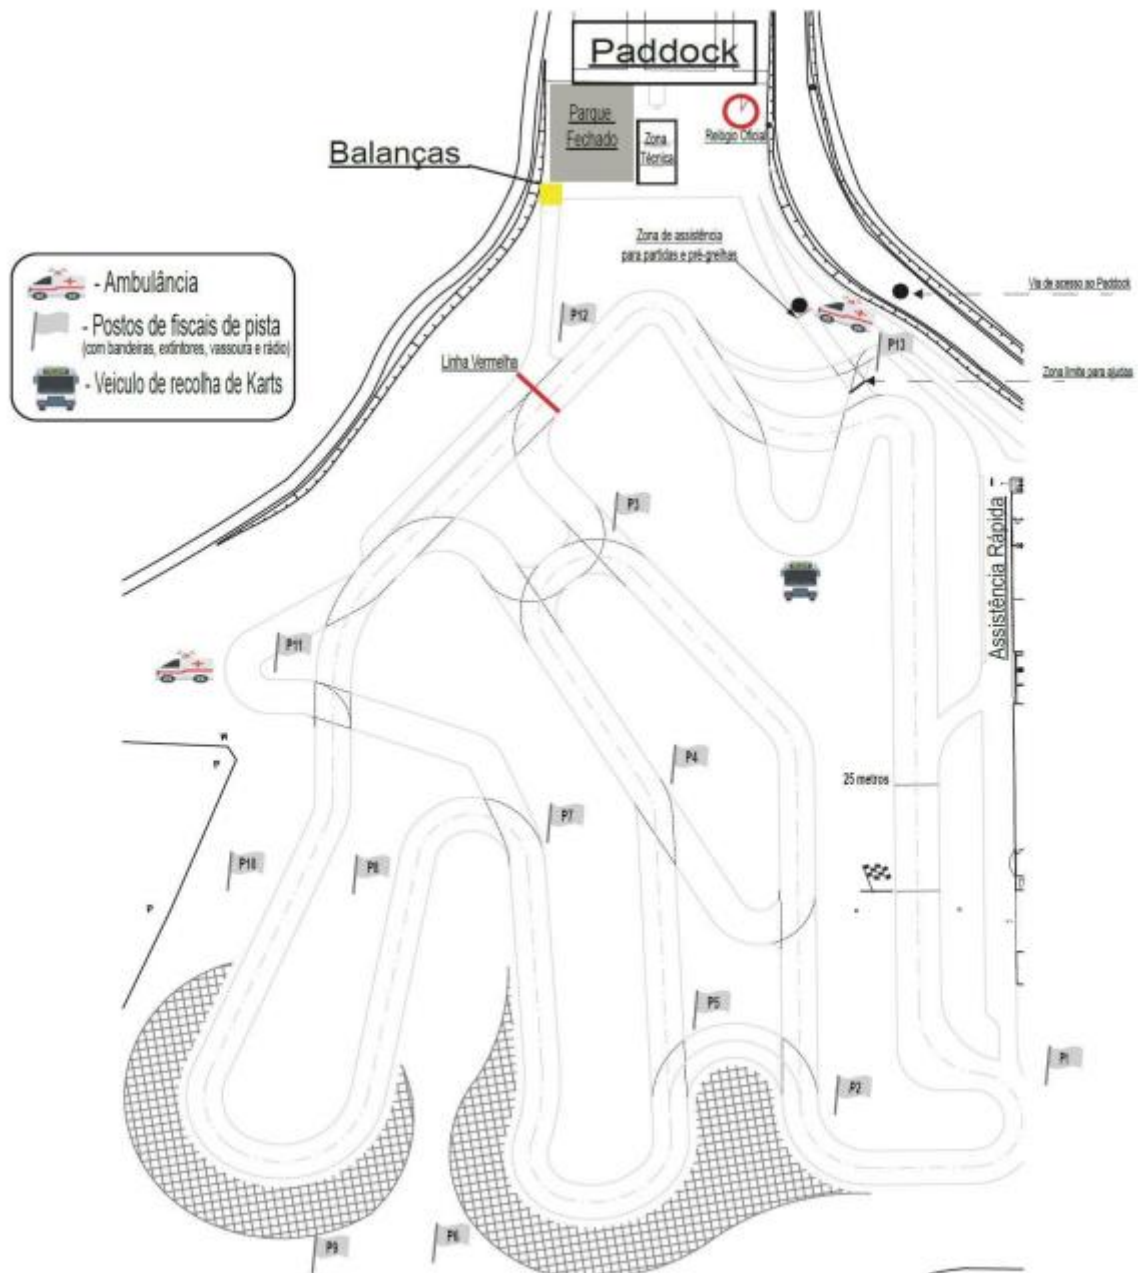 Paddock
Parque
Fechado
Zona
Técnica
Relógio Oficial
Balanças
Zona de assistência
para partidas e pré-grelhas
- Ambulância
- Postos de fiscais de pista
(com bandeiras, extintores, vassoura e rádio)
- Veiculo de recolha de Karts
Via de acesso ao Paddock
P12
P13
Linha Vermelha
Zona limite para ajudas
P3
Assistência Rápida
P11
P4
25 metros
P7
P10
P8
P5
P1
P2
P6
P9